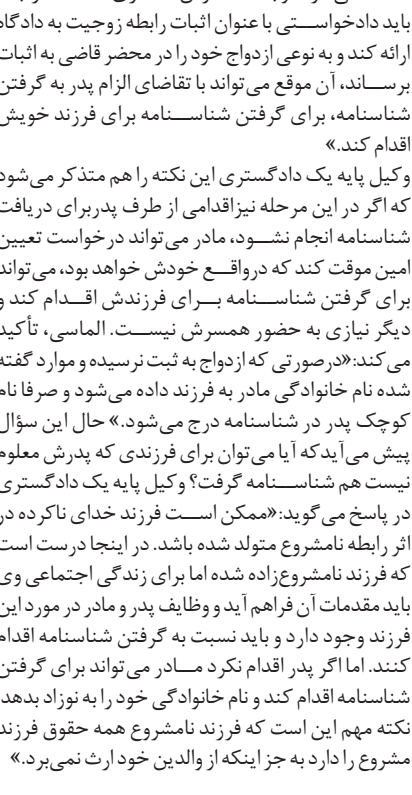 باید دادخواستی با عنوان اثبات رابطه زوجیت به دادگاه
ارائه کند و به نوعی ازدواج خود را در محضر قاضی به اثبات
برساند، آن موقع می‌تواند با تقاضای الزام پدر به گرفتن
شناسنامه، برای گرفتن شناسنامه برای فرزند خویش
اقدام کند.»
وکیل پایه یک دادگستری این نکته را هم متذکر می‌شود
که اگر در این مرحله نیزاقدامی از طرف پدربرای دریافت
شناسنامه انجام نشود، مادر می‌تواند درخواست تعیین
امین موقت کند که درواقع خودش خواهد بود، می‌تواند
برای گرفتن شناسنامه برای فرزندش اقدام کند و
دیگر نیازی به حضور همسرش نیست. الماسی، تأکید
می‌کند:«درصورتی که ازدواج به ثبت نرسیده و موارد گفته
شده نام خانوادگی مادر به فرزند داده می‌شود و صرفا نام
کوچک پدر در شناسنامه درج می‌شود.» حال این سؤال
پیش می‌آیدکه آیا می‌توان برای فرزندی که پدرش معلوم
نیست هم شناسنامه گرفت؟ وکیل پایه یک دادگستری
در پاسخ می‌گوید:«ممکن است فرزند خدای ناکرده در
اثر رابطه نامشروع متولد شده باشد. در اینجا درست است
که فرزند نامشروع‌زاده شده اما برای زندگی اجتماعی وی
باید مقدمات آن فراهم آید و وظایف پدر و مادر در مورد این
فرزند وجود دارد و باید نسبت به گرفتن شناسنامه اقدام
کنند. اما اگر پدر اقدام نکرد مادر می‌تواند برای گرفتن
شناسنامه اقدام کند و نام خانوادگی خود را به نوزاد بدهد.
نکته مهم این است که فرزند نامشروع همه حقوق فرزند
مشروع را دارد به جز اینکه از والدین خود ارث نمی‌برد.»